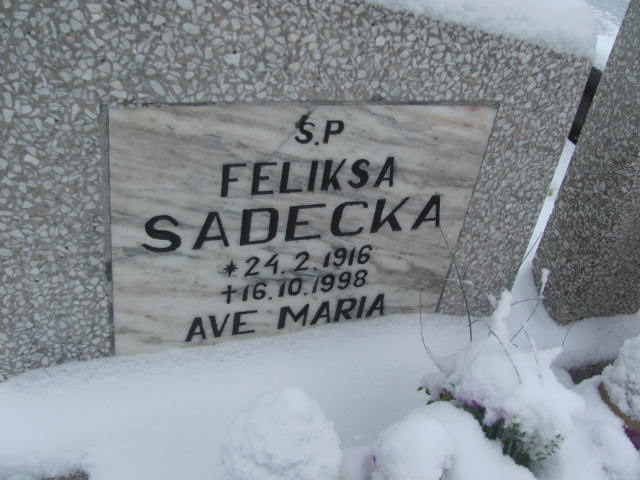 Ś.P
FELIKSA
SADECKA
* 24.2.1916
†16.10.1998
AVE MARIA